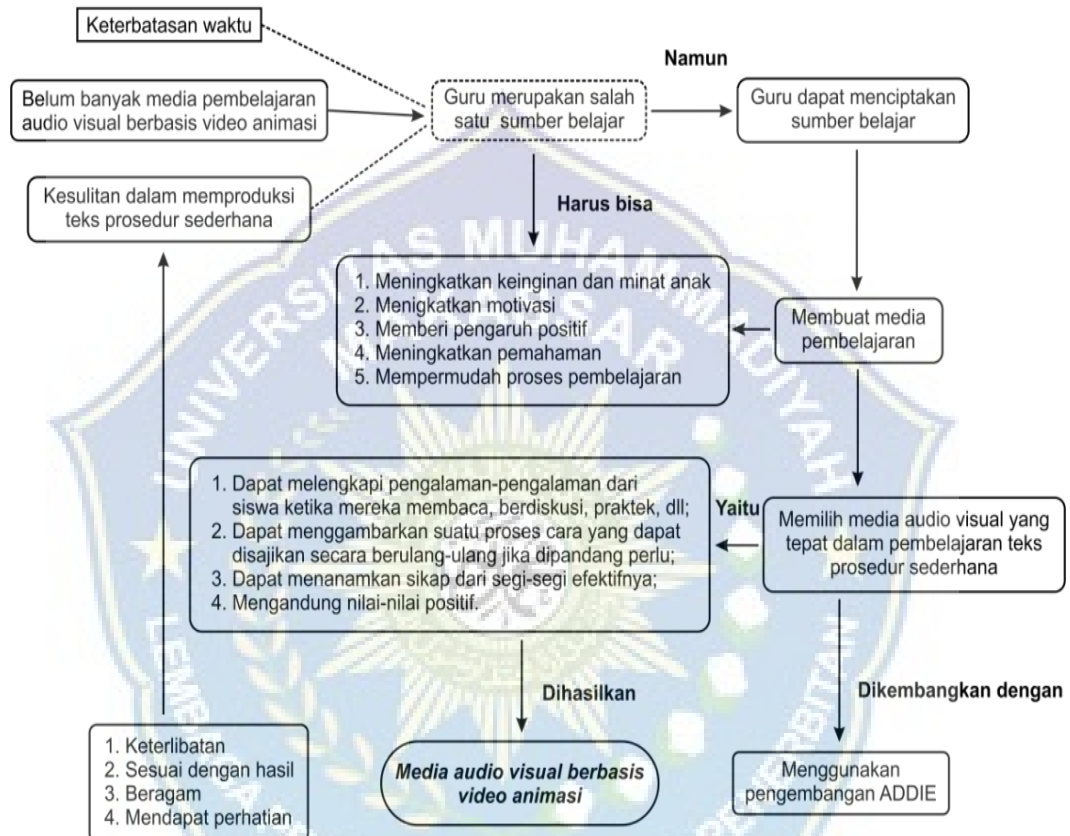 Keterbatasan waktu
Namun
Belum banyak media pembelajaran
audio visual berbasis video animasi
Guru merupakan salah
satu sumber belajar
Guru dapat menciptakan
sumber belajar
Kesulitan dalam memproduksi
teks prosedur sederhana
Harus bisa
1. Meningkatkan keinginan dan minat anak
2. Menigkatkan motivasi
3. Memberi pengaruh positif
4. Meningkatkan pemahaman
5. Mempermudah proses pembelajaran
Membuat media
pembelajaran
1. Dapat melengkapi pengalaman-pengalaman dari
siswa ketika mereka membaca, berdiskusi, praktek, dll;
2. Dapat menggambarkan suatu proses cara yang dapat
disajikan secara berulang-ulang jika dipandang perlu;
3. Dapat menanamkan sikap dari segi-segi efektifnya;
4. Mengandung nilai-nilai positif.
Yaitu
Memilih media audio visual yang
tepat dalam pembelajaran teks
prosedur sederhana
Dihasilkan
Dikembangkan dengan
1. Keterlibatan
2. Sesuai dengan hasil
3. Beragam
4. Mendapat perhatian
Media audio visual berbasis
video animasi
Menggunakan
pengembangan ADDIE
UNIVERSITAS MUHAMMADIYAH
MAKASSAR
LEMBAGA
PENERBITAN